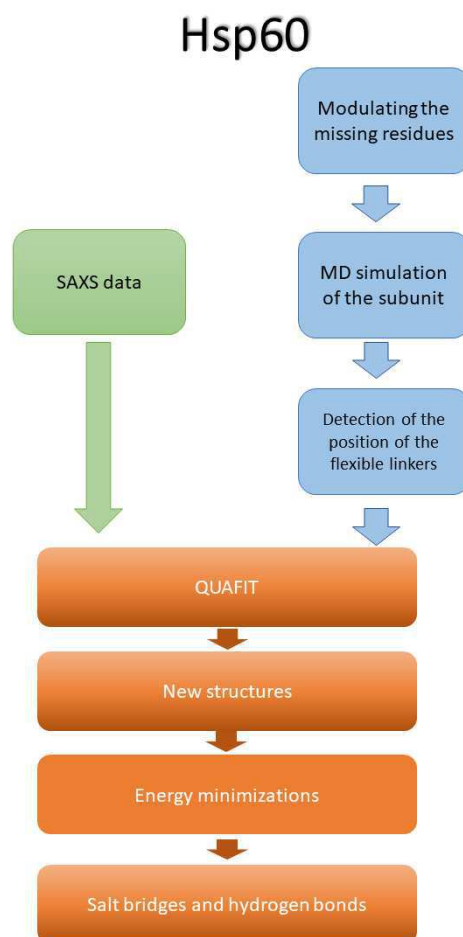 Hsp60
Modulating the
missing residues
SAXS data
MD simulation
of the subunit
Detection of the
position of the
flexible linkers
QUAFIT
New structures
Energy minimizations
Salt bridges and hydrogen bonds